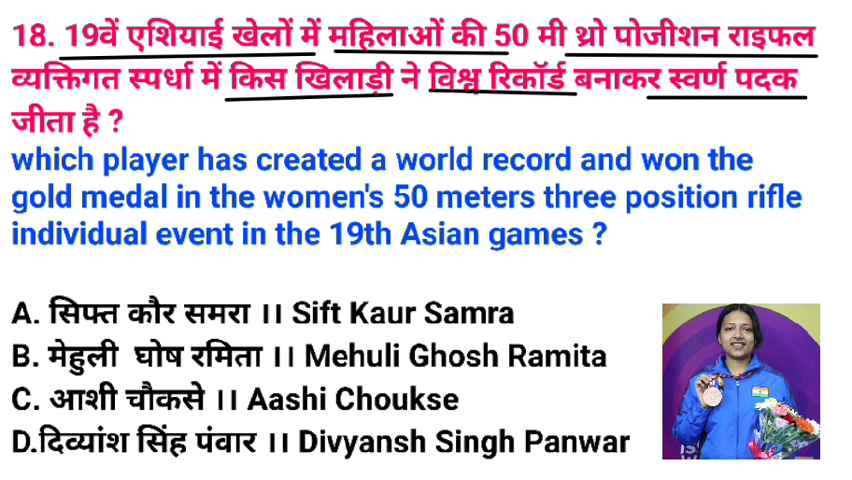 18. 19वें एशियाई खेलों में महिलाओं की 50 मी थ्रो पोजीशन राइफल
व्यक्तिगत स्पर्धा में किस खिलाड़ी ने विश्व रिकॉर्ड बनाकर स्वर्ण पदक
जीता है ?
which player has created a world record and won the
gold medal in the women's 50 meters three position rifle
individual event in the 19th Asian games ?
A. सिफ्त कौर समरा ।। Sift Kaur Samra
B. मेहुली घोष रमिता ।। Mehuli Ghosh Ramita
C. आशी चौकसे ।। Aashi Choukse
D.दिव्यांश सिंह पंवार ।। Divyansh Singh Panwar